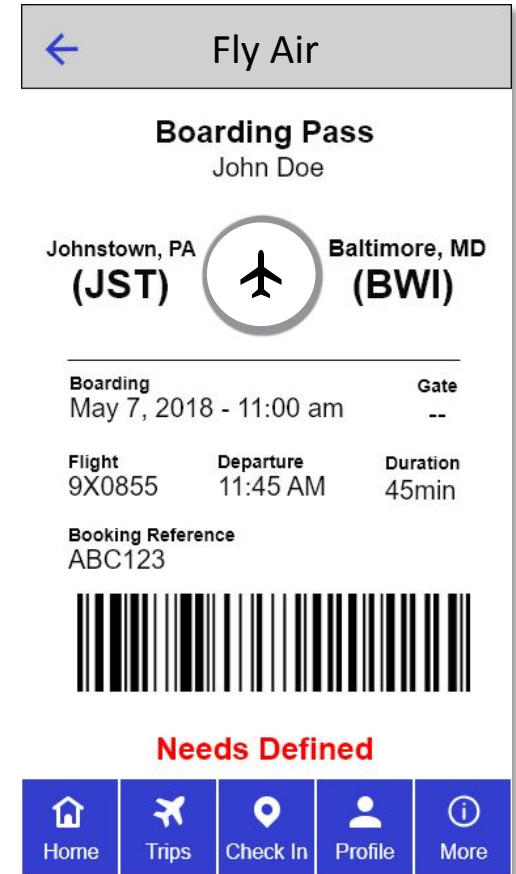 Fly Air
Boarding Pass
John Doe
Johnstown, PA
(JST)
Baltimore, MD
(BWI)
Boarding
May 7, 2018 - 11:00 am
Gate
--
Flight
9X0855
Departure
11:45 AM
Duration
45min
Booking Reference
ABC123
Needs Defined
Home
Trips
Check In
Profile
More